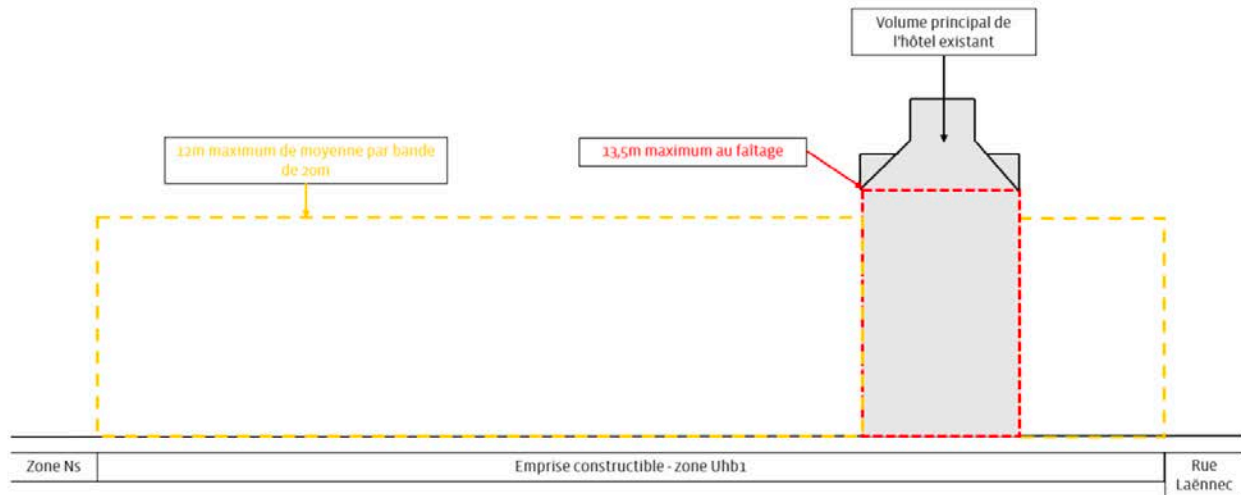 Volume principal de
l'hôtel existant
12m maximum de moyenne par bande
de 20m
13,5m maximum au faîtage
Zone Ns
Emprise constructible - zone Uhb1
Rue
Laënnec